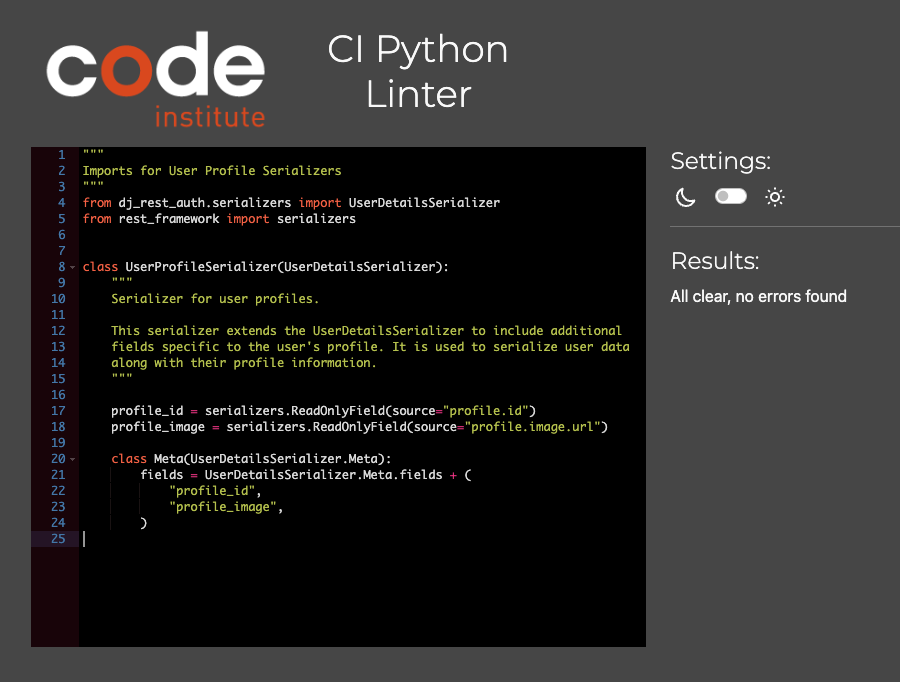 code
institute
CI Python
Linter
1 """
2 Imports for User Profile Serializers
3 """
4 from dj_rest_auth.serializers import UserDetailsSerializer
5 from rest_framework import serializers
6
7
8 class UserProfileSerializer(UserDetailsSerializer):
9     """
10     Serializer for user profiles.
11
12     This serializer extends the UserDetailsSerializer to include additional
13     fields specific to the user's profile. It is used to serialize user data
14     along with their profile information.
15     """
16
17     profile_id = serializers.ReadOnlyField(source="profile.id")
18     profile_image = serializers.ReadOnlyField(source="profile.image.url")
19
20     class Meta(UserDetailsSerializer.Meta):
21         fields = UserDetailsSerializer.Meta.fields + (
22             "profile_id",
23             "profile_image",
24         )
25
Settings:
Results:
All clear, no errors found